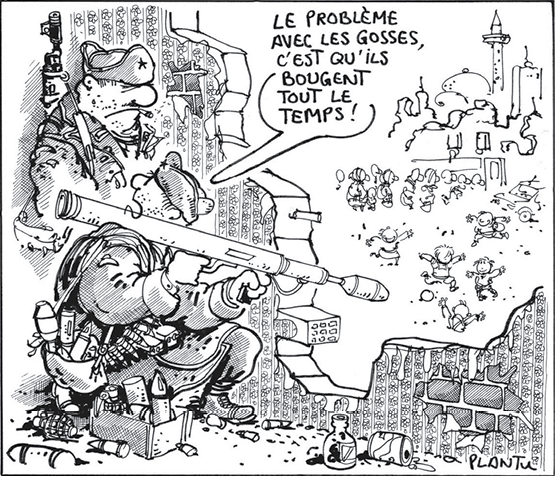 LE PROBLÈME
AVEC LES GOSSES,
C'EST QU'ILS
BOUGENT
TOUT LE
TEMPS !
PLANTU